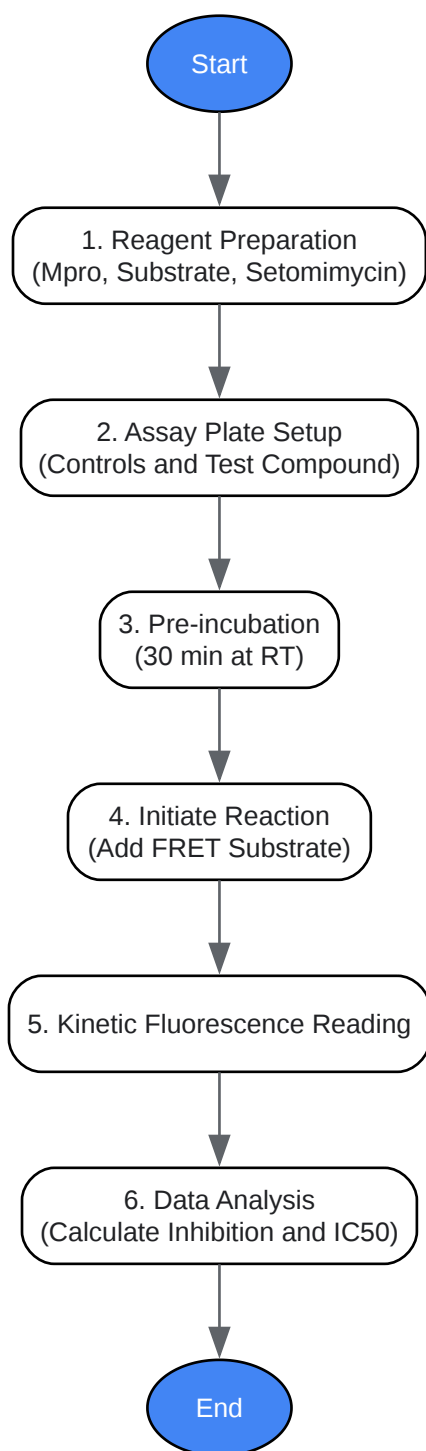 Start
1. Reagent Preparation
(Mpro, Substrate, Setomimycin)
2. Assay Plate Setup
(Controls and Test Compound)
3. Pre-incubation
(30 min at RT)
4. Initiate Reaction
(Add FRET Substrate)
5. Kinetic Fluorescence Reading
6. Data Analysis
(Calculate Inhibition and IC50)
End